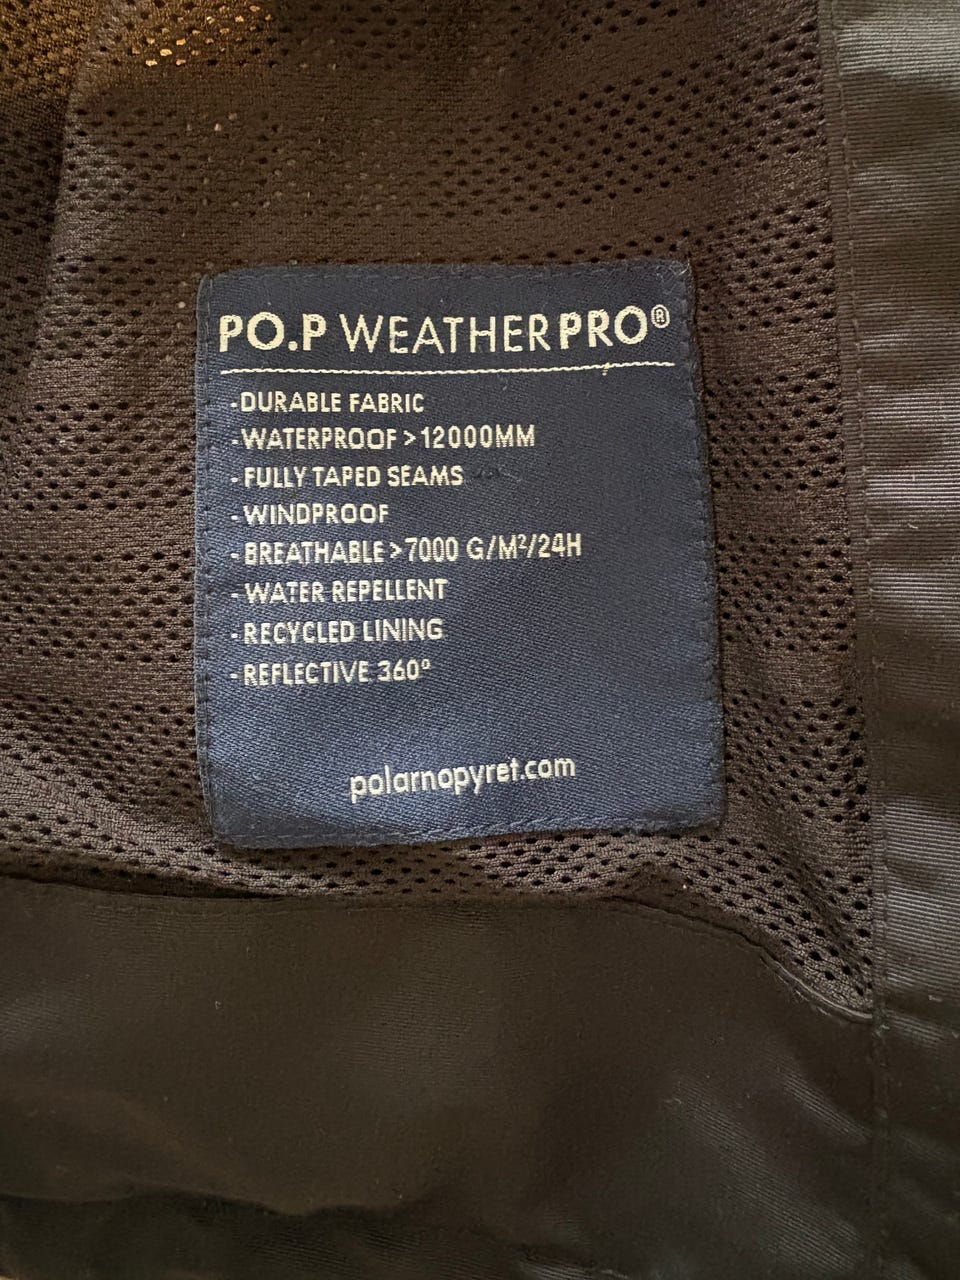 PO.P WEATHERPRO®
-DURABLE FABRIC
-WATERPROOF >12000MM
-FULLY TAPED SEAMS
-WINDPROOF
-BREATHABLE >7000 G/M²/24H
-WATER REPELLENT
-RECYCLED LINING
-REFLECTIVE 360°
polarnopyret.com